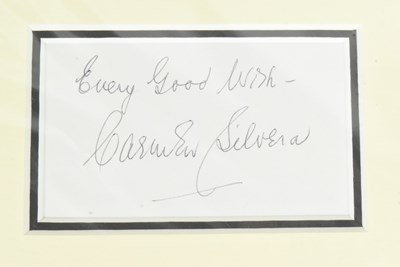 Every Good Wish -
Carmen Silvera